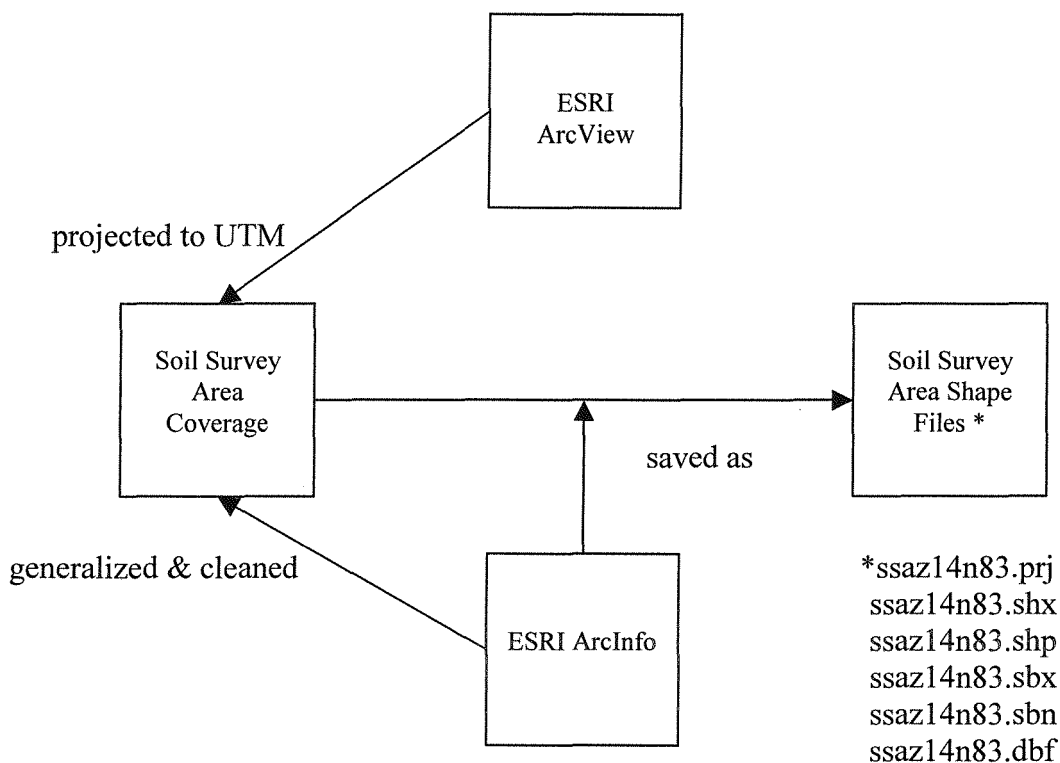 ESRI
ArcView
projected to UTM
Soil Survey
Area
Coverage
Soil Survey
Area Shape
Files *
saved as
generalized & cleaned
ESRI ArcInfo
*ssaz14n83.prj
ssaz14n83.shx
ssaz14n83.shp
ssaz14n83.sbx
ssaz14n83.sbn
ssaz14n83.dbf